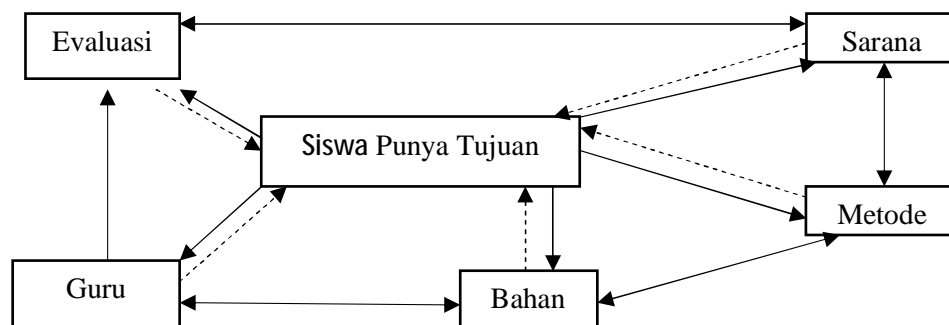 Evaluasi
Sarana
Siswa Punya Tujuan
Metode
Guru
Bahan